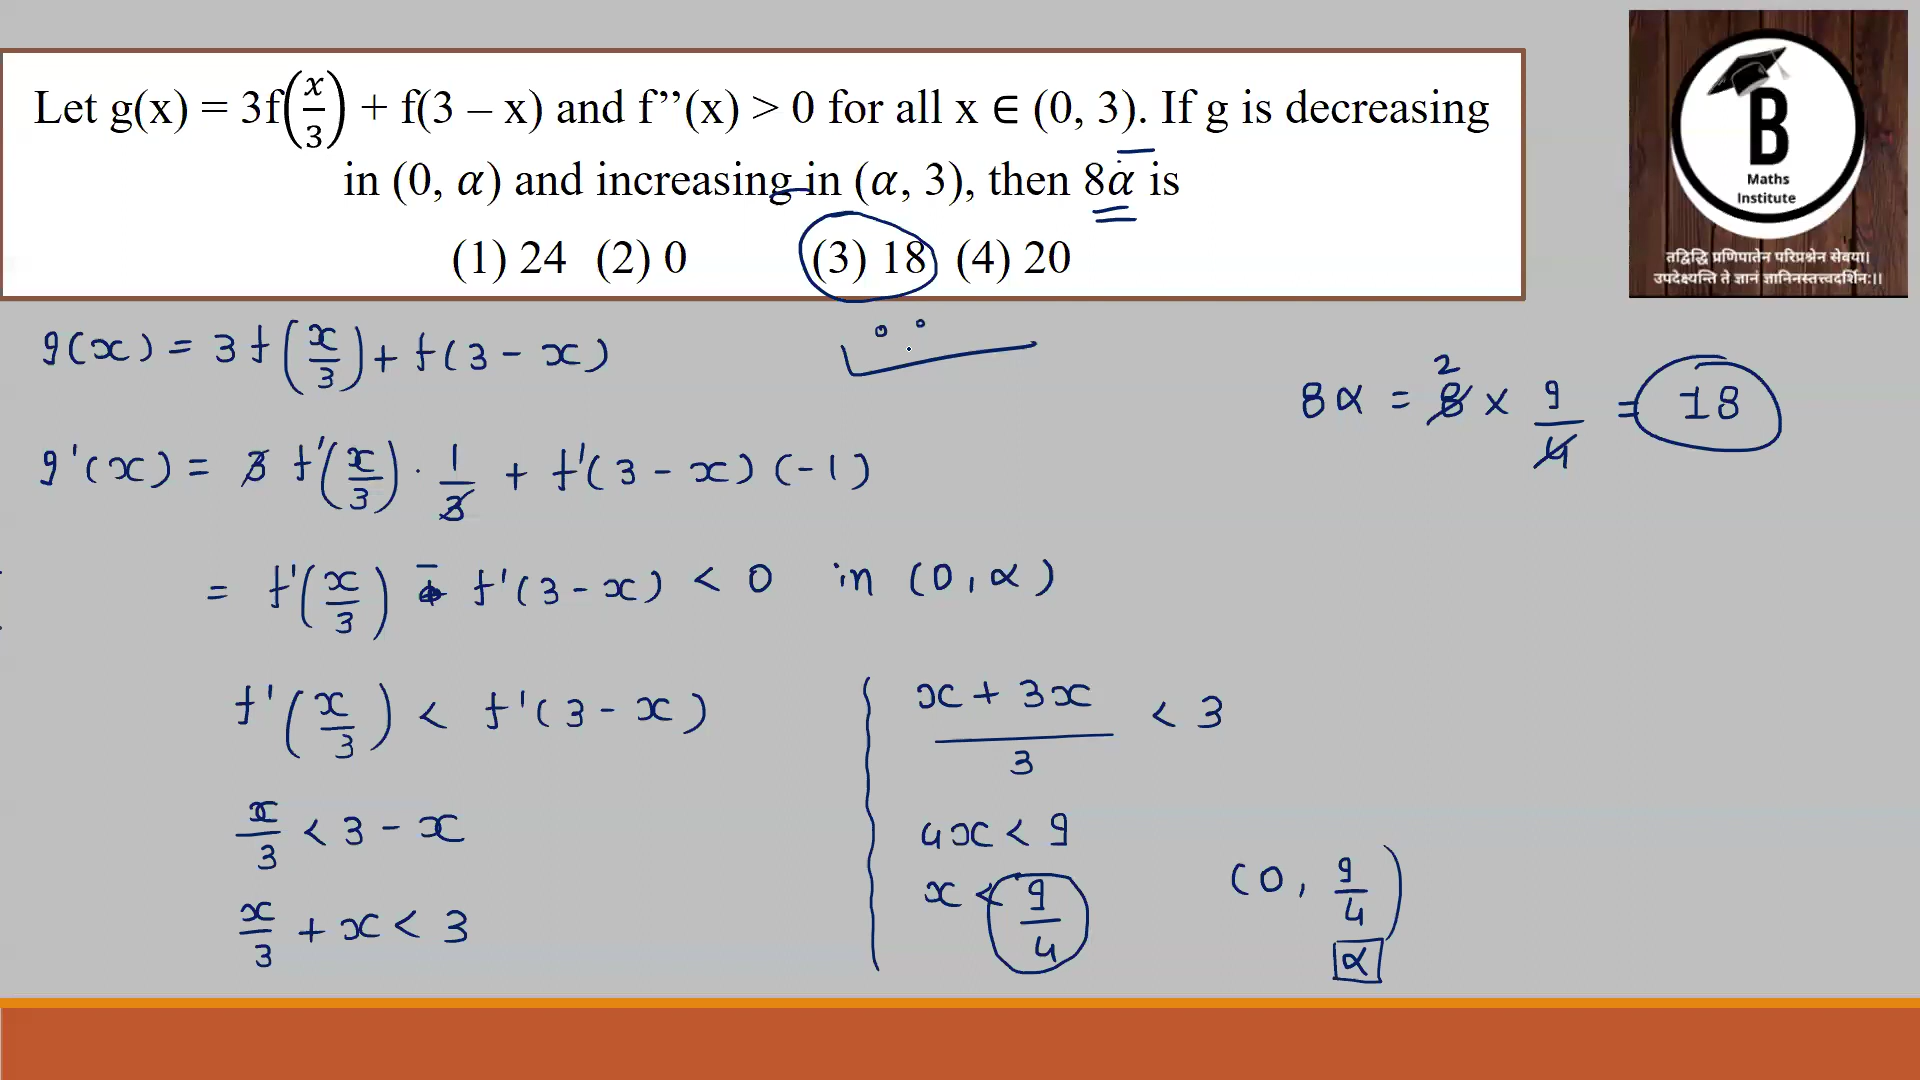 Let g(x) = 3f(x/3) + f(3 – x) and f’’(x) > 0 for all x ∈ (0, 3). If g is decreasing
in (0, α) and increasing in (α, 3), then 8α is
(1) 24 (2) 0 (3) 18 (4) 20
B
Maths
Institute
तद्विद्धि प्रणिपातेन परिप्रश्नेन सेवया।
उपदेक्ष्यन्ति ते ज्ञानं ज्ञानिनस्तत्त्वदर्शिन:।।
g(x) = 3f(x/3) + f(3 - x)
g'(x) = 3 f'(x/3) · 1/3 + f'(3 - x) (-1)
= f'(x/3) - f'(3 - x) < 0 in (0, α)
f'(x/3) < f'(3 - x)
x/3 < 3 - x
x/3 + x < 3
(x + 3x)/3 < 3
4x < 9
x < 9/4
(0, 9/4)
α
8α = 8 2 × 9/4 = 18